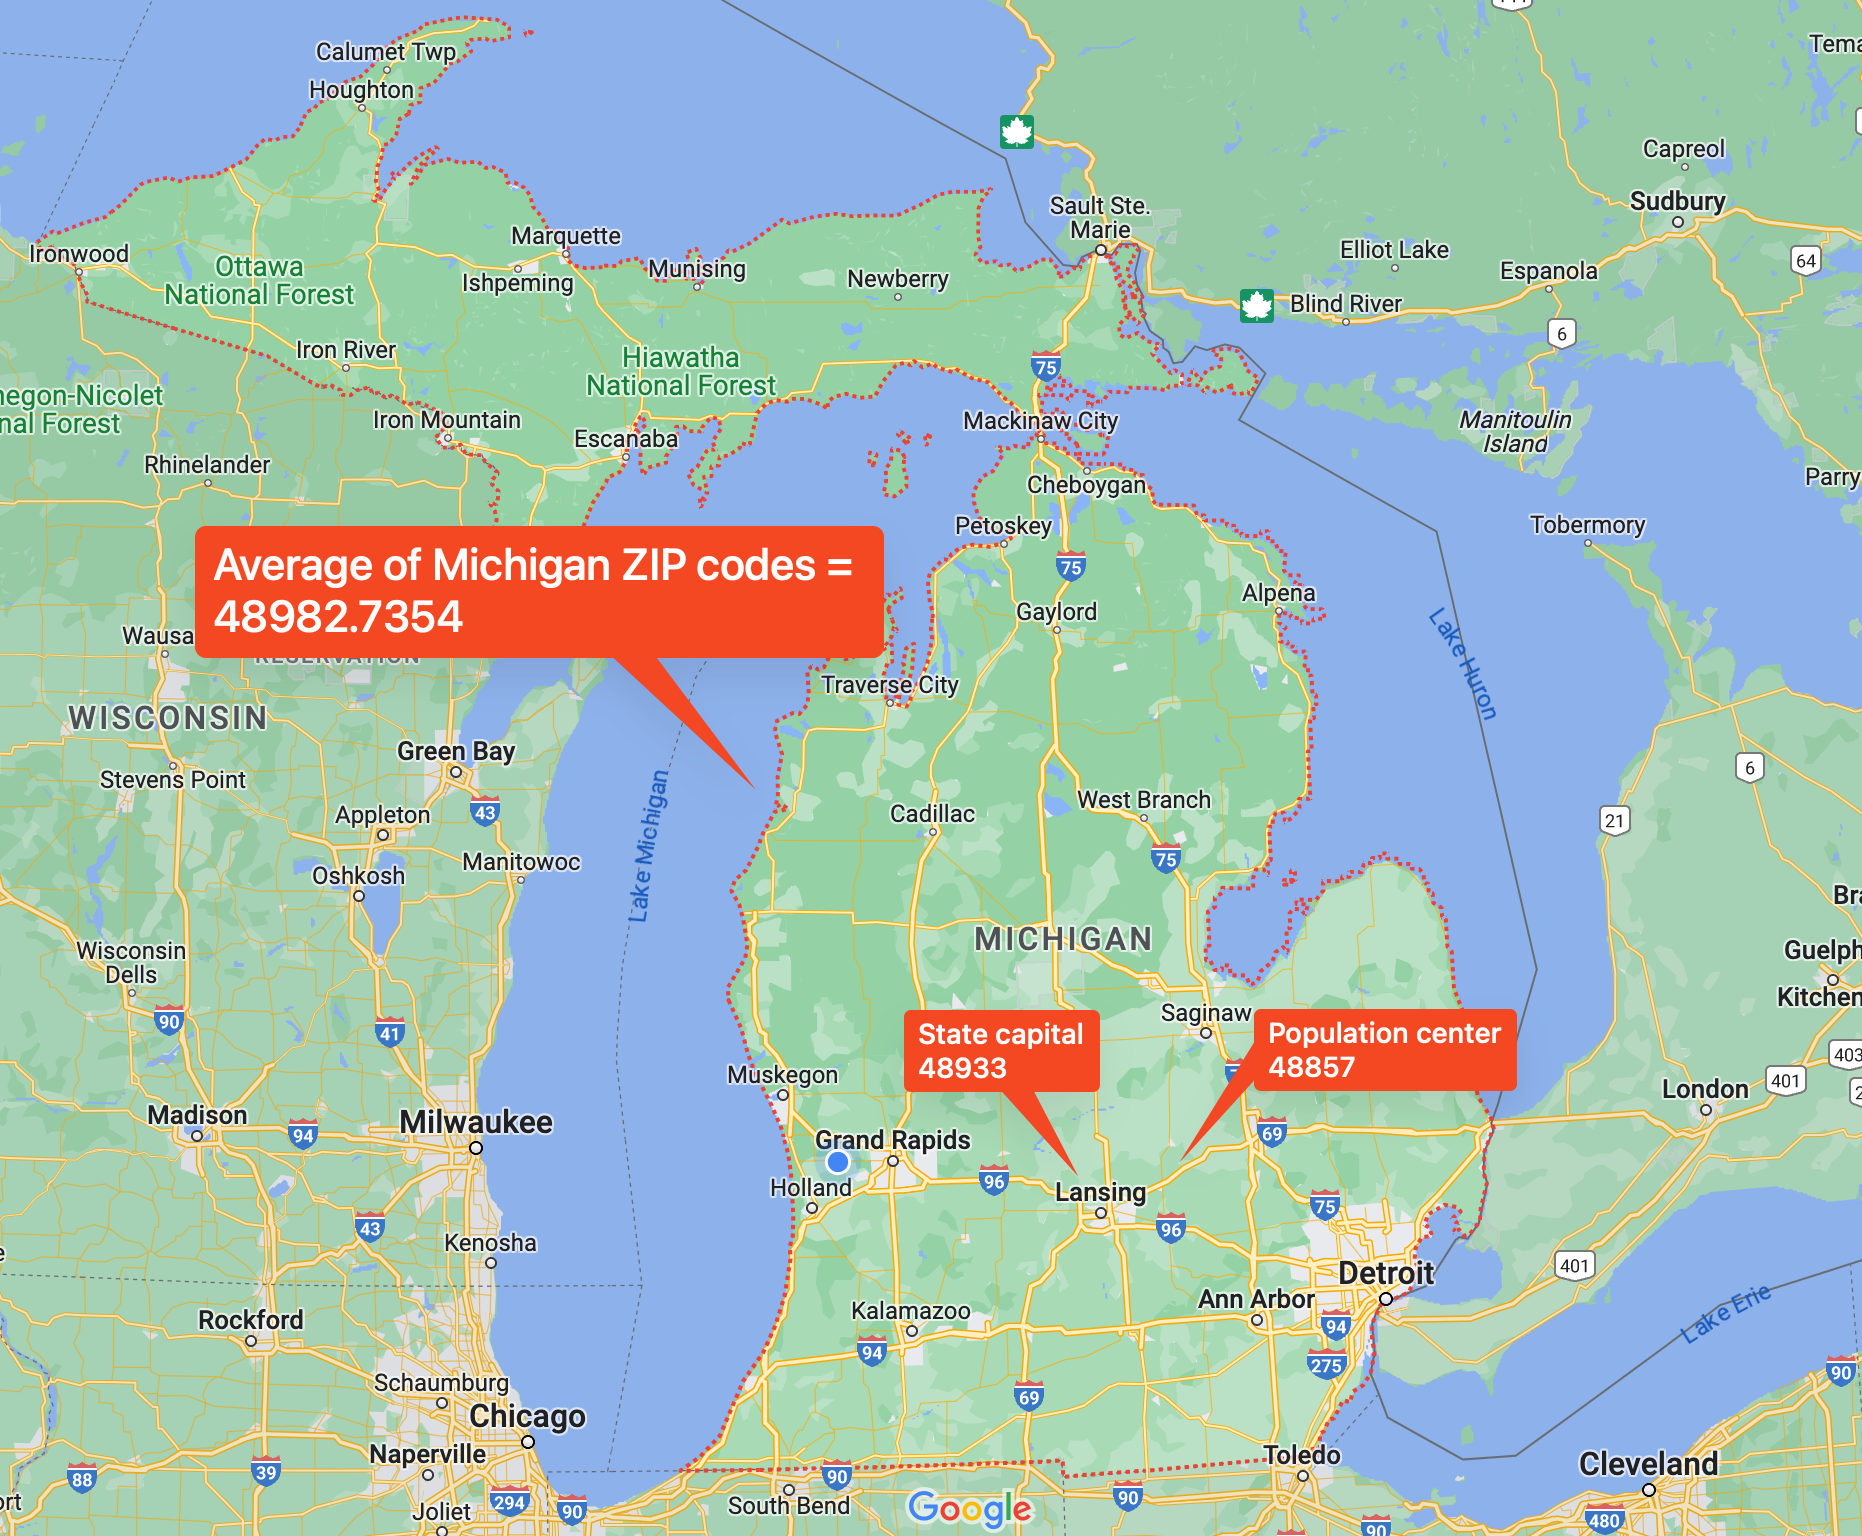 Calumet Twp
Houghton
Tema
Capreol
Sudbury
Sault Ste.
Marie
Ironwood
Ottawa
National Forest
Marquette
Ishpeming
Munising
Newberry
Elliot Lake
Espanola
64
Blind River
6
Iron River
Hiawatha
National Forest
75
negon-Nicolet
nal Forest
Iron Mountain
Escanaba
Mackinaw City
Manitoulin
Island
Rhinelander
Cheboygan
Parry
Petoskey
Tobermory
Average of Michigan ZIP codes =
48982.7354
75
Gaylord
Alpena
Wausa
RESERVATION
Lake Huron
Traverse City
WISCONSIN
Green Bay
Stevens Point
6
Lake Michigan
43
Appleton
Cadillac
West Branch
21
75
Manitowoc
Oshkosh
Bra
MICHIGAN
Wisconsin
Dells
Guelph
Kitchen
90
41
Saginaw
State capital
48933
Population center
48857
403
401
2
Muskegon
London
Madison
94
Milwaukee
Grand Rapids
69
Holland
96
Lansing
75
96
43
Kenosha
401
Detroit
Ann Arbor
Lake Erie
Rockford
Kalamazoo
94
94
275
90
Schaumburg
69
Chicago
Naperville
Toledo
Cleveland
88
39
90
90
294
90
South Bend
Google
ort
Joliet
480
90